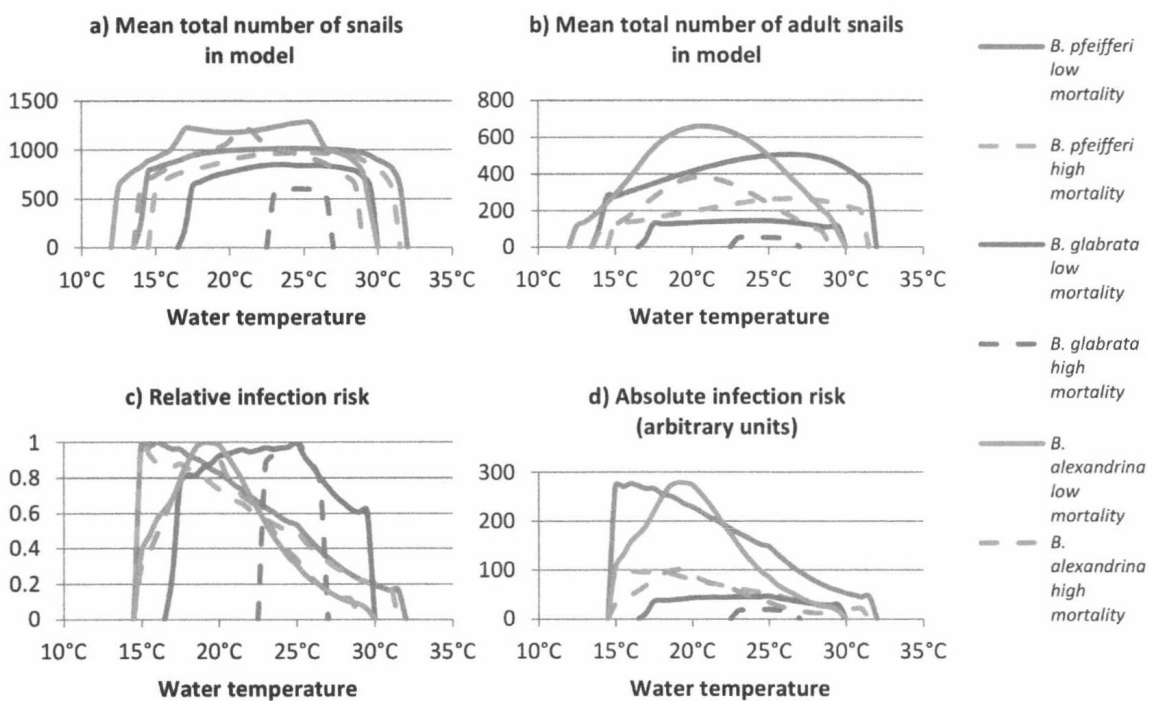 a) Mean total number of snails
in model
1500
1000
500
0
10°C 15°C 20°C 25°C 30°C 35°C
Water temperature
b) Mean total number of adult snails
in model
800
600
400
200
0
10°C 15°C 20°C 25°C 30°C 35°C
Water temperature
c) Relative infection risk
1
0.8
0.6
0.4
0.2
0
10°C 15°C 20°C 25°C 30°C 35°C
Water temperature
d) Absolute infection risk
(arbitrary units)
300
200
100
0
10°C 15°C 20°C 25°C 30°C 35°C
Water temperature
B. pfeifferi
low
mortality
B. pfeifferi
high
mortality
B. glabrata
low
mortality
B. glabrata
high
mortality
B.
alexandrina
low
mortality
B.
alexandrina
high
mortality